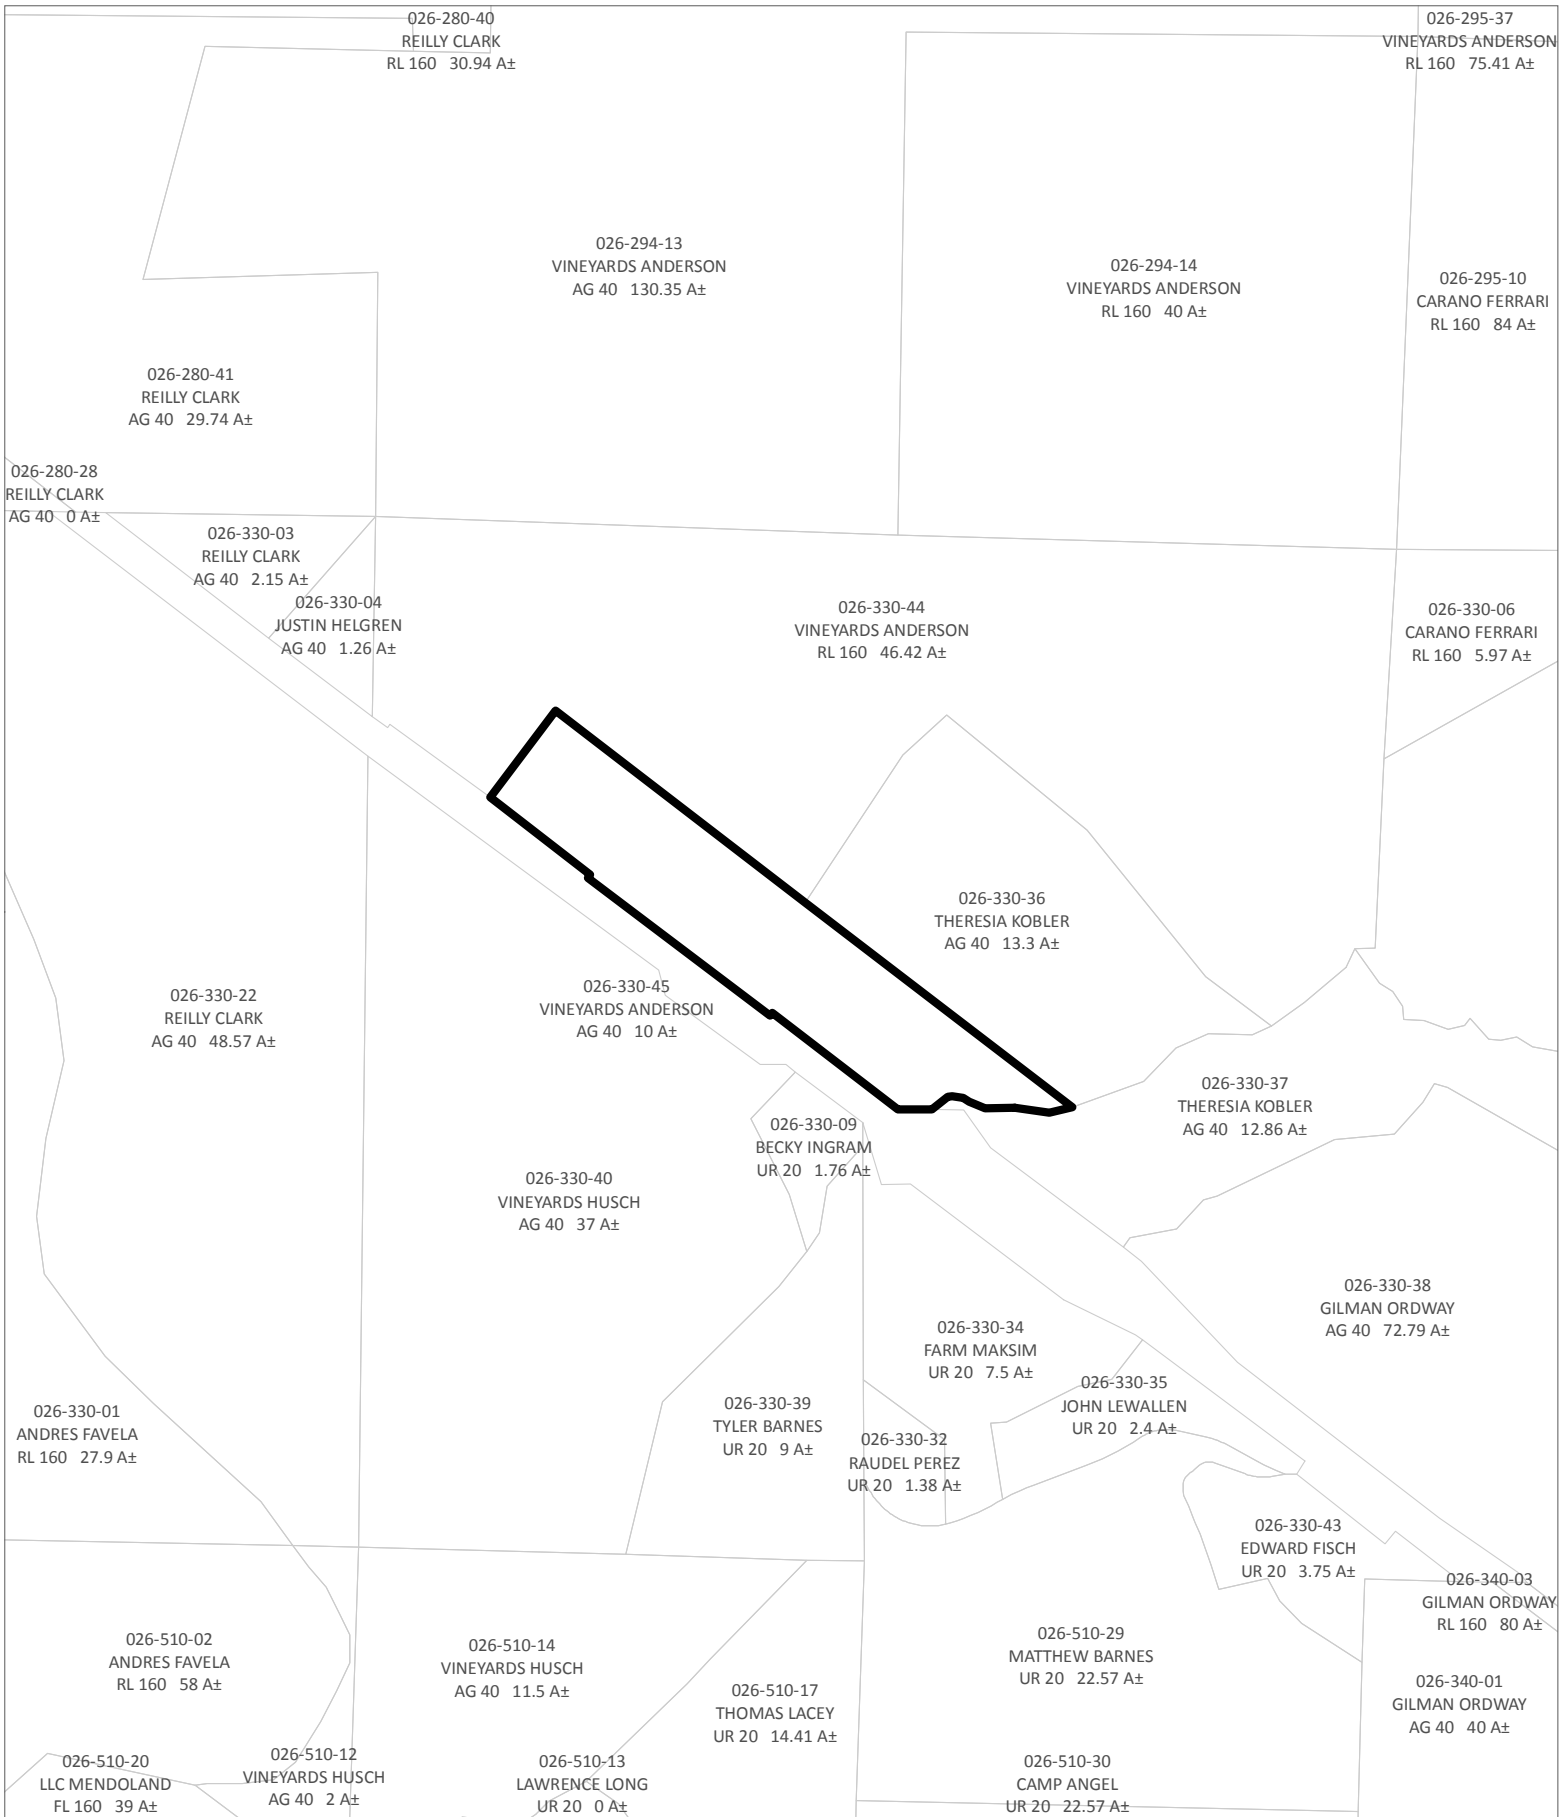 026-280-40
REILLY CLARK
RL 160 30.94 A±
026-295-37
VINEYARDS ANDERSON
RL 160 75.41 A±
026-294-13
VINEYARDS ANDERSON
AG 40 130.35 A±
026-294-14
VINEYARDS ANDERSON
RL 160 40 A±
026-295-10
CARANO FERRARI
RL 160 84 A±
026-280-41
REILLY CLARK
AG 40 29.74 A±
026-280-28
REILLY CLARK
AG 40 0 A±
026-330-03
REILLY CLARK
AG 40 2.15 A±
026-330-04
JUSTIN HELGREN
AG 40 1.26 A±
026-330-44
VINEYARDS ANDERSON
RL 160 46.42 A±
026-330-06
CARANO FERRARI
RL 160 5.97 A±
026-330-36
THERESIA KOBLER
AG 40 13.3 A±
026-330-22
REILLY CLARK
AG 40 48.57 A±
026-330-45
VINEYARDS ANDERSON
AG 40 10 A±
026-330-37
THERESIA KOBLER
AG 40 12.86 A±
026-330-09
BECKY INGRAM
UR 20 1.76 A±
026-330-40
VINEYARDS HUSCH
AG 40 37 A±
026-330-38
GILMAN ORDWAY
AG 40 72.79 A±
026-330-34
FARM MAKSIM
UR 20 7.5 A±
026-330-35
JOHN LEWALLEN
UR 20 2.4 A±
026-330-01
ANDRES FAVELA
RL 160 27.9 A±
026-330-39
TYLER BARNES
UR 20 9 A±
026-330-32
RAUDEL PEREZ
UR 20 1.38 A±
026-330-43
EDWARD FISCH
UR 20 3.75 A±
026-340-03
GILMAN ORDWAY
RL 160 80 A±
026-510-02
ANDRES FAVELA
RL 160 58 A±
026-510-14
VINEYARDS HUSCH
AG 40 11.5 A±
026-510-29
MATTHEW BARNES
UR 20 22.57 A±
026-510-17
THOMAS LACEY
UR 20 14.41 A±
026-340-01
GILMAN ORDWAY
AG 40 40 A±
026-510-20
LLC MENDOLAND
FL 160 39 A±
026-510-12
VINEYARDS HUSCH
AG 40 2 A±
026-510-13
LAWRENCE LONG
UR 20 0 A±
026-510-30
CAMP ANGEL
UR 20 22.57 A±